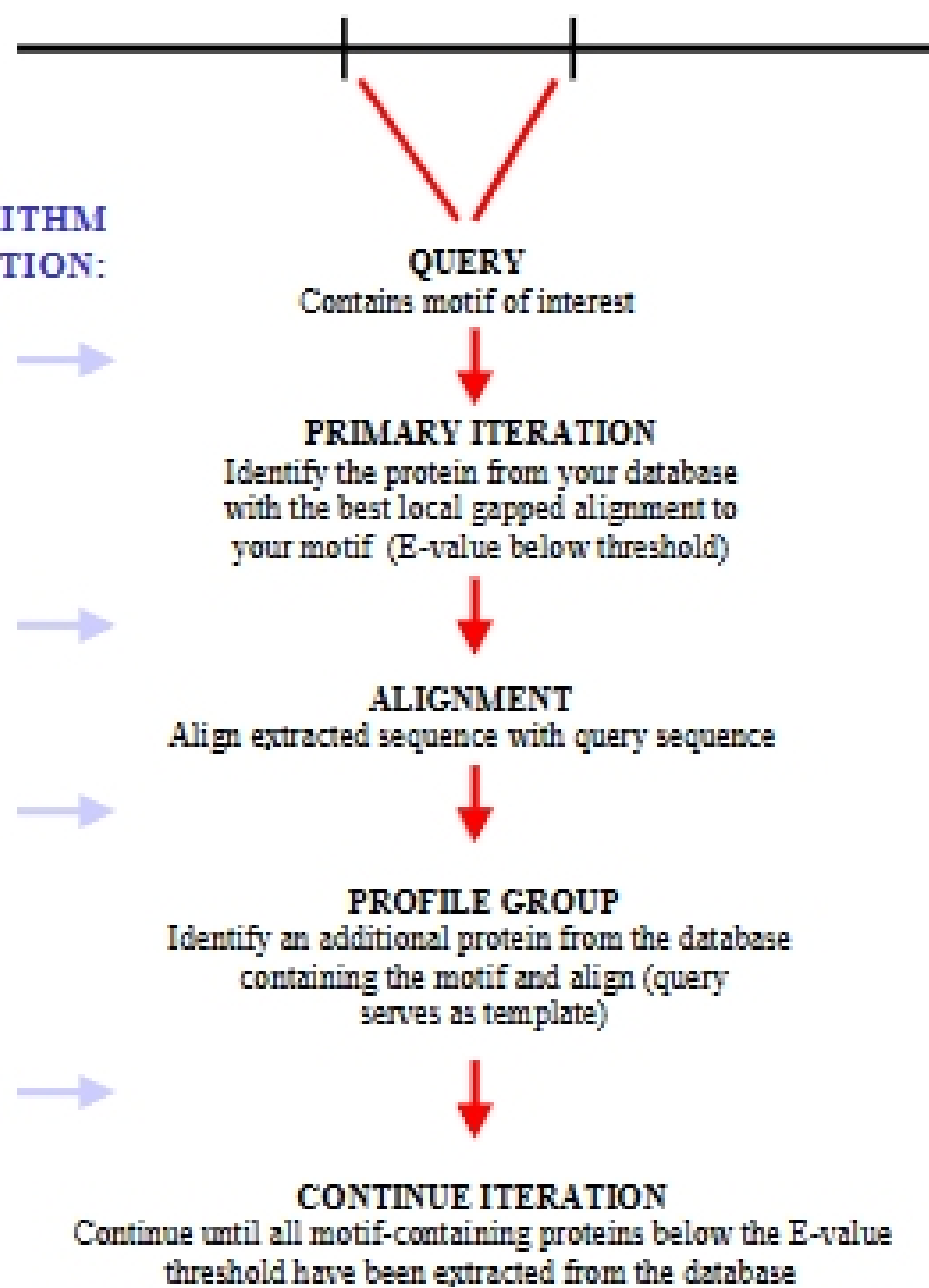 ITHM
TION:
QUERY
Contains motif of interest
PRIMARY ITERATION
Identify the protein from your database
with the best local gapped alignment to
your motif (E-value below threshold)
ALIGNMENT
Align extracted sequence with query sequence
PROFILE GROUP
Identify an additional protein from the database
containing the motif and align (query
serves as template)
CONTINUE ITERATION
Continue until all motif-containing proteins below the E-value
threshold have been extracted from the database